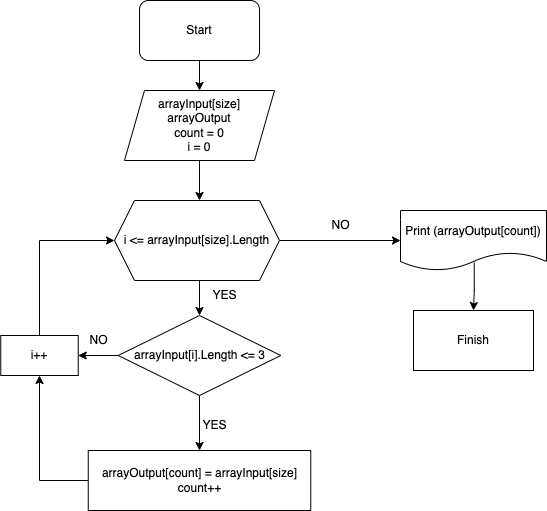 Start
arrayInput[size]
arrayOutput
count = 0
i = 0
i <= arrayInput[size].Length
NO
Print (arrayOutput[count])
YES
Finish
i++
NO
arrayInput[i].Length <= 3
YES
arrayOutput[count] = arrayInput[size]
count++